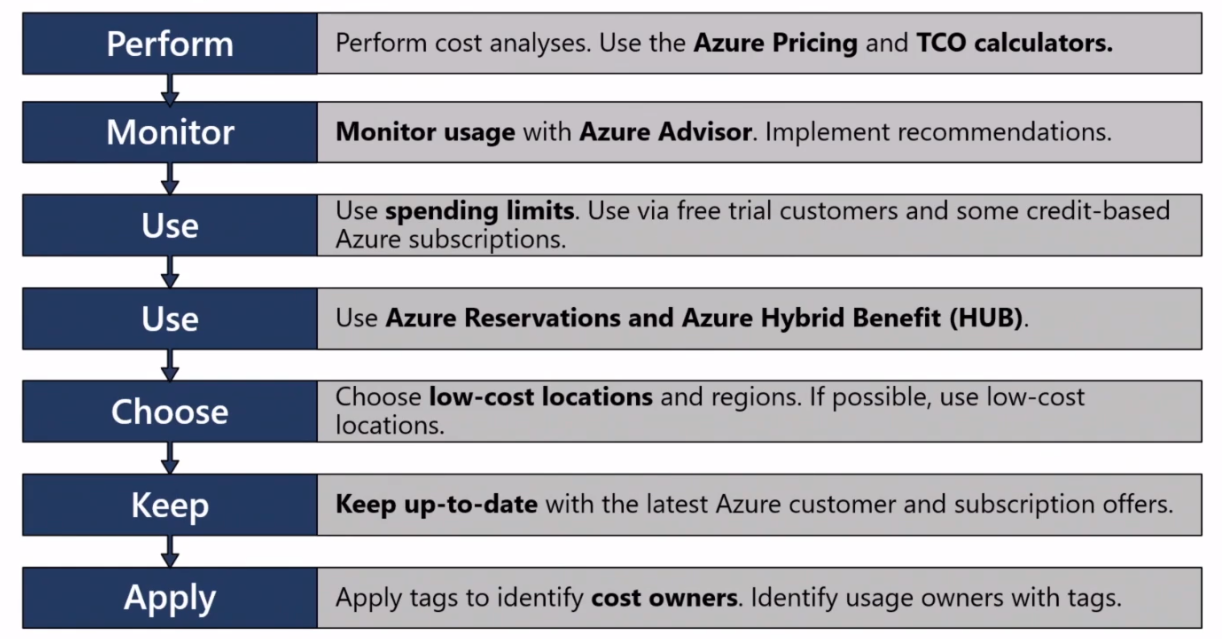 Perform
Perform cost analyses. Use the Azure Pricing and TCO calculators.
Monitor
Monitor usage with Azure Advisor. Implement recommendations.
Use
Use spending limits. Use via free trial customers and some credit-based
Azure subscriptions.
Use
Use Azure Reservations and Azure Hybrid Benefit (HUB).
Choose
Choose low-cost locations and regions. If possible, use low-cost
locations.
Keep
Keep up-to-date with the latest Azure customer and subscription offers.
Apply
Apply tags to identify cost owners. Identify usage owners with tags.